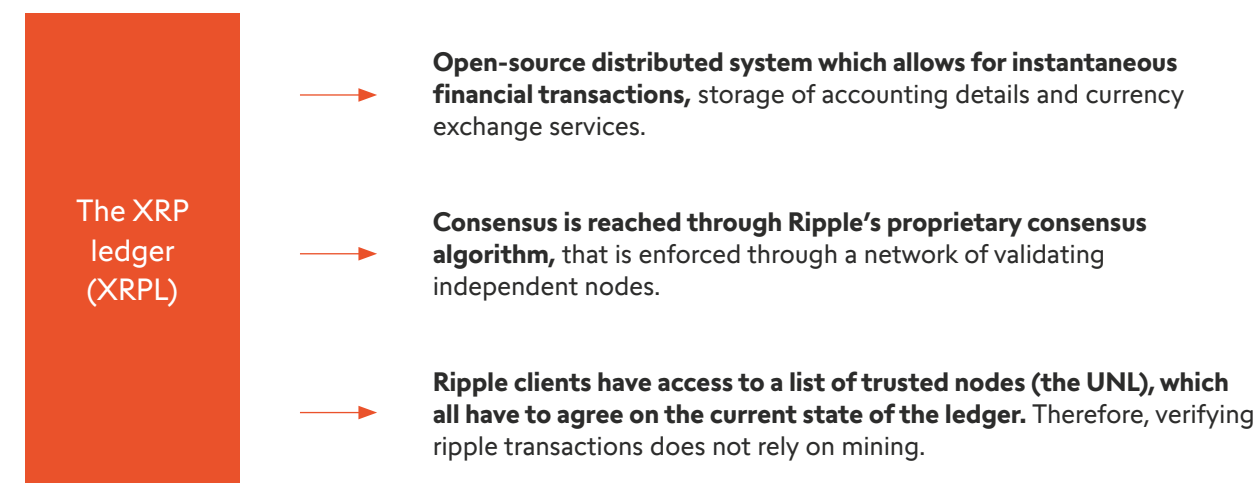 The XRP
ledger
(XRPL)
Open-source distributed system which allows for instantaneous
financial transactions, storage of accounting details and currency
exchange services.
Consensus is reached through Ripple’s proprietary consensus
algorithm, that is enforced through a network of validating
independent nodes.
Ripple clients have access to a list of trusted nodes (the UNL), which
all have to agree on the current state of the ledger. Therefore, verifying
ripple transactions does not rely on mining.